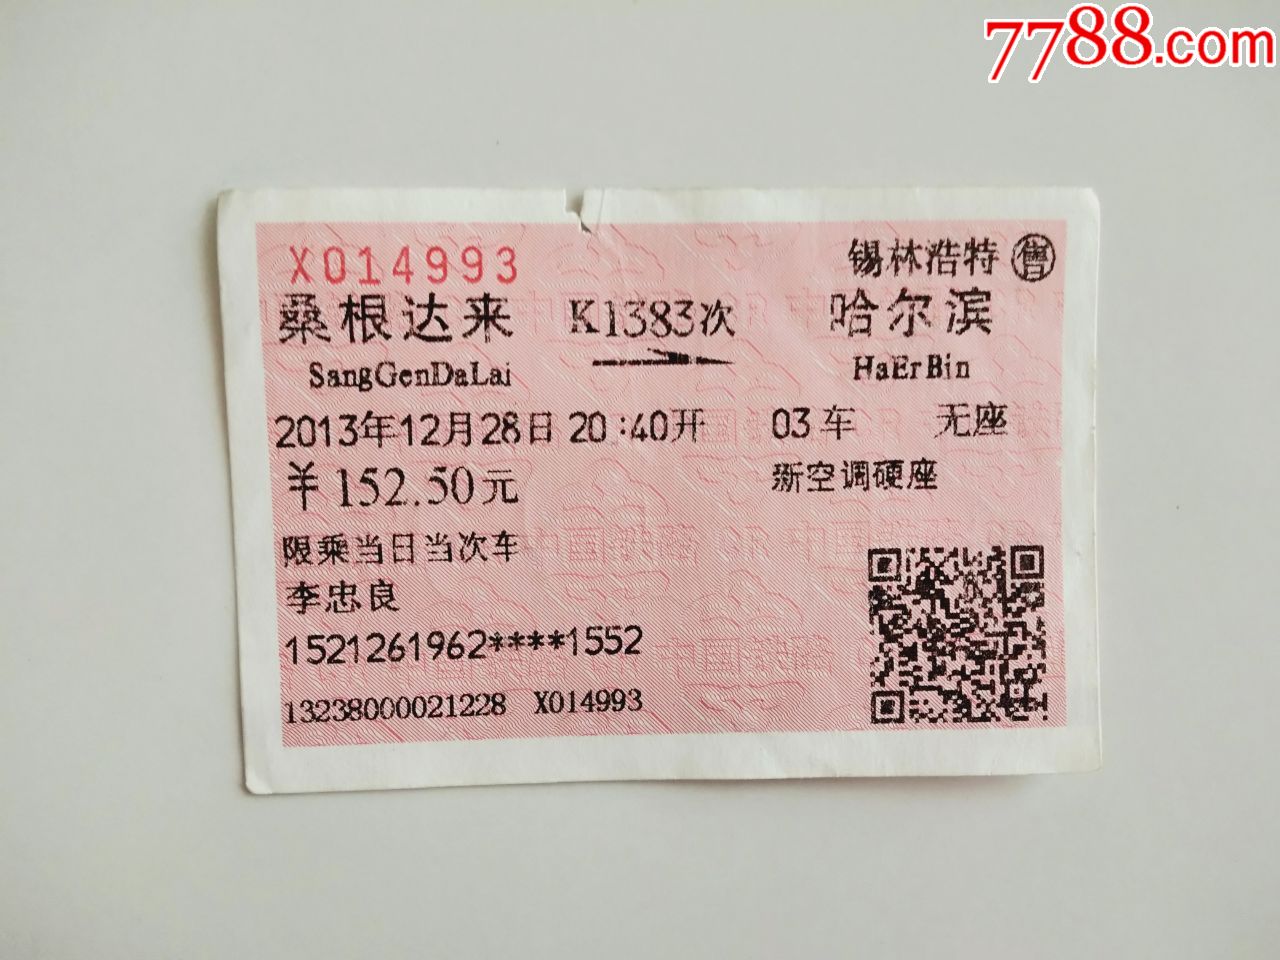 7788.com
X014993
锡林浩特 售
桑根达来 K1383次 哈尔滨
SangGenDaLai HaErBin
2013年12月28日 20:40开 03车 无座
¥152.50元 新空调硬座
限乘当日当次车
李忠良
1521261962****1552
13238000021228 X014993